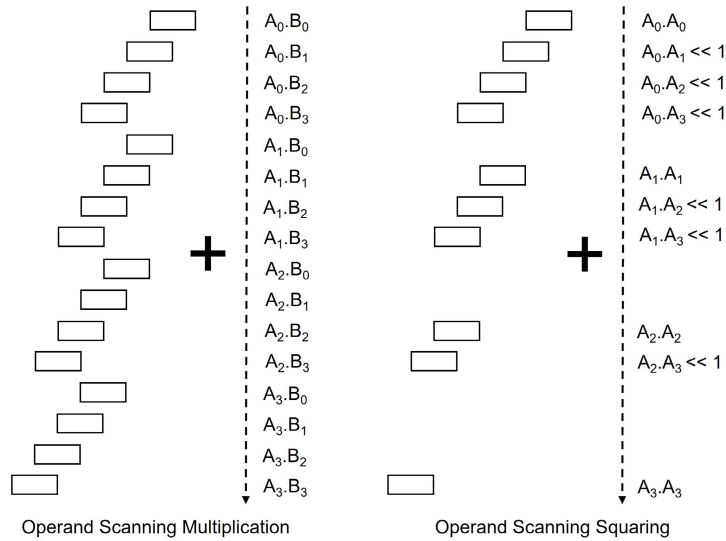 A₀.B₀
A₀.B₁
A₀.B₂
A₀.B₃
A₁.B₀
A₁.B₁
A₁.B₂
A₁.B₃
A₂.B₀
A₂.B₁
A₂.B₂
A₂.B₃
A₃.B₀
A₃.B₁
A₃.B₂
A₃.B₃
+
Operand Scanning Multiplication
A₀.A₀
A₀.A₁ << 1
A₀.A₂ << 1
A₀.A₃ << 1
A₁.A₁
A₁.A₂ << 1
A₁.A₃ << 1
A₂.A₂
A₂.A₃ << 1
A₃.A₃
+
Operand Scanning Squaring